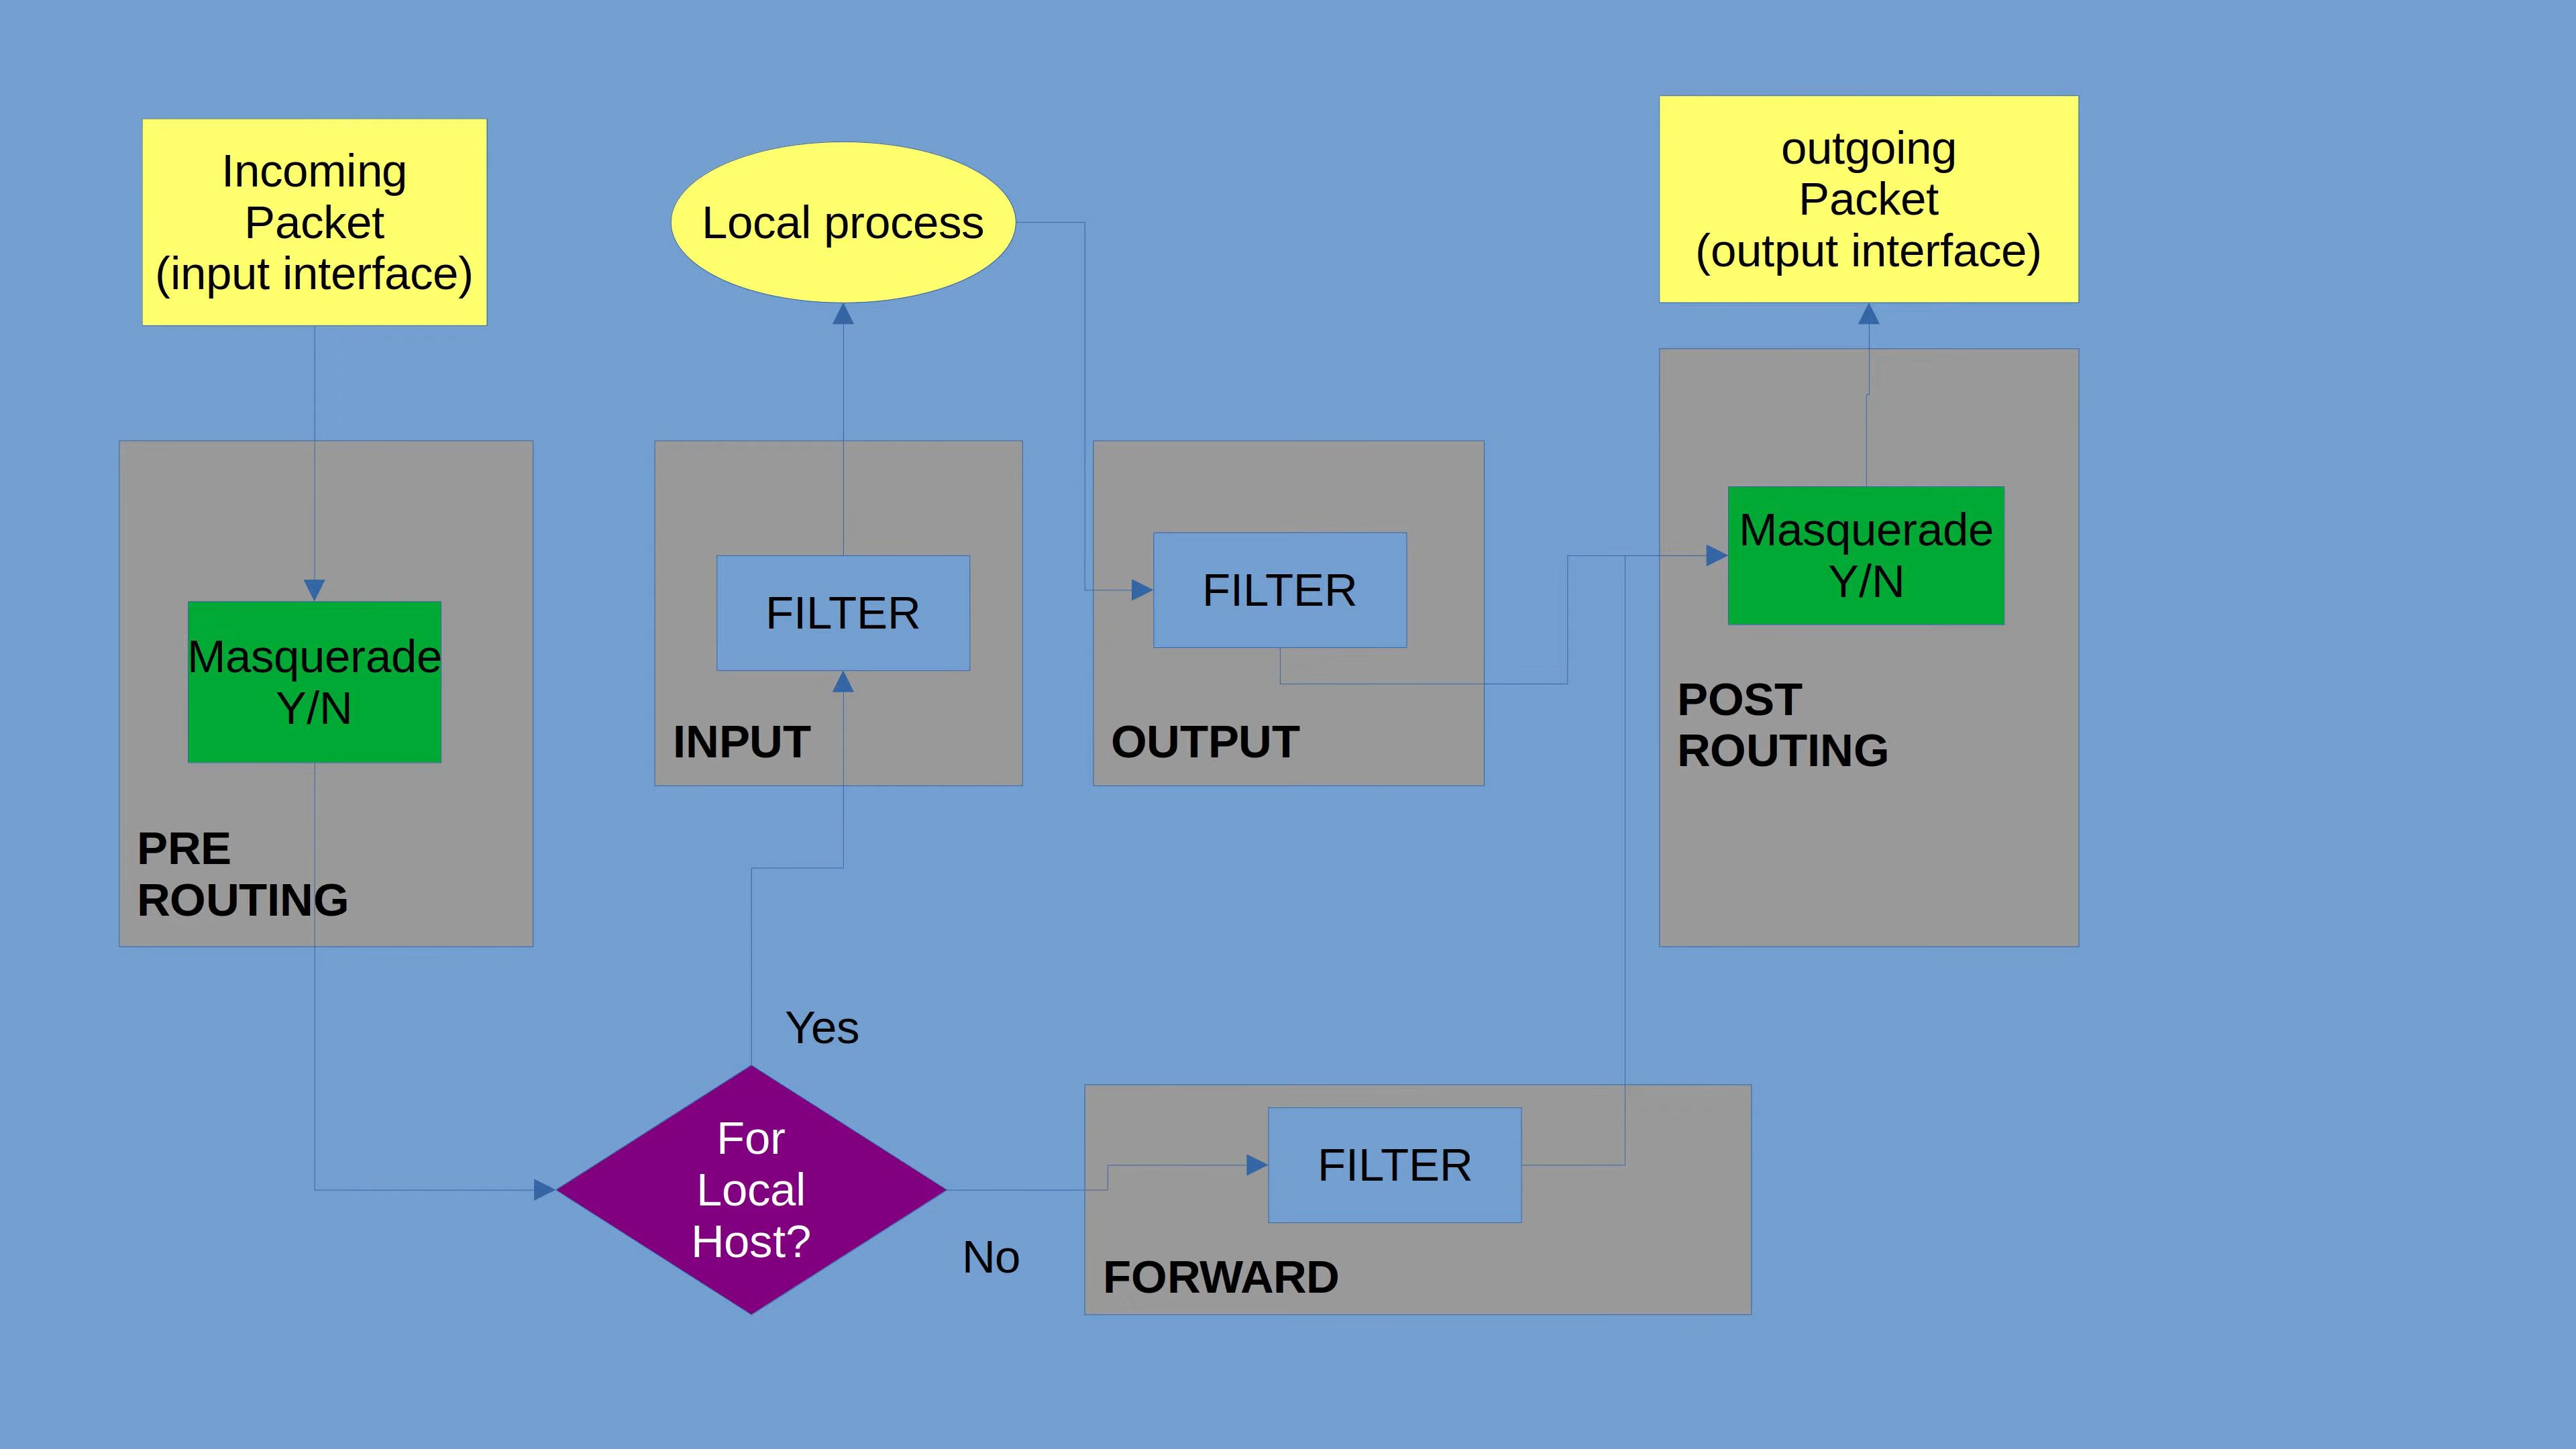 Incoming
Packet
(input interface)
Local process
outgoing
Packet
(output interface)
Masquerade
Y/N
PRE
ROUTING
FILTER
INPUT
FILTER
OUTPUT
Masquerade
Y/N
POST
ROUTING
Yes
For
Local
Host?
No
FILTER
FORWARD